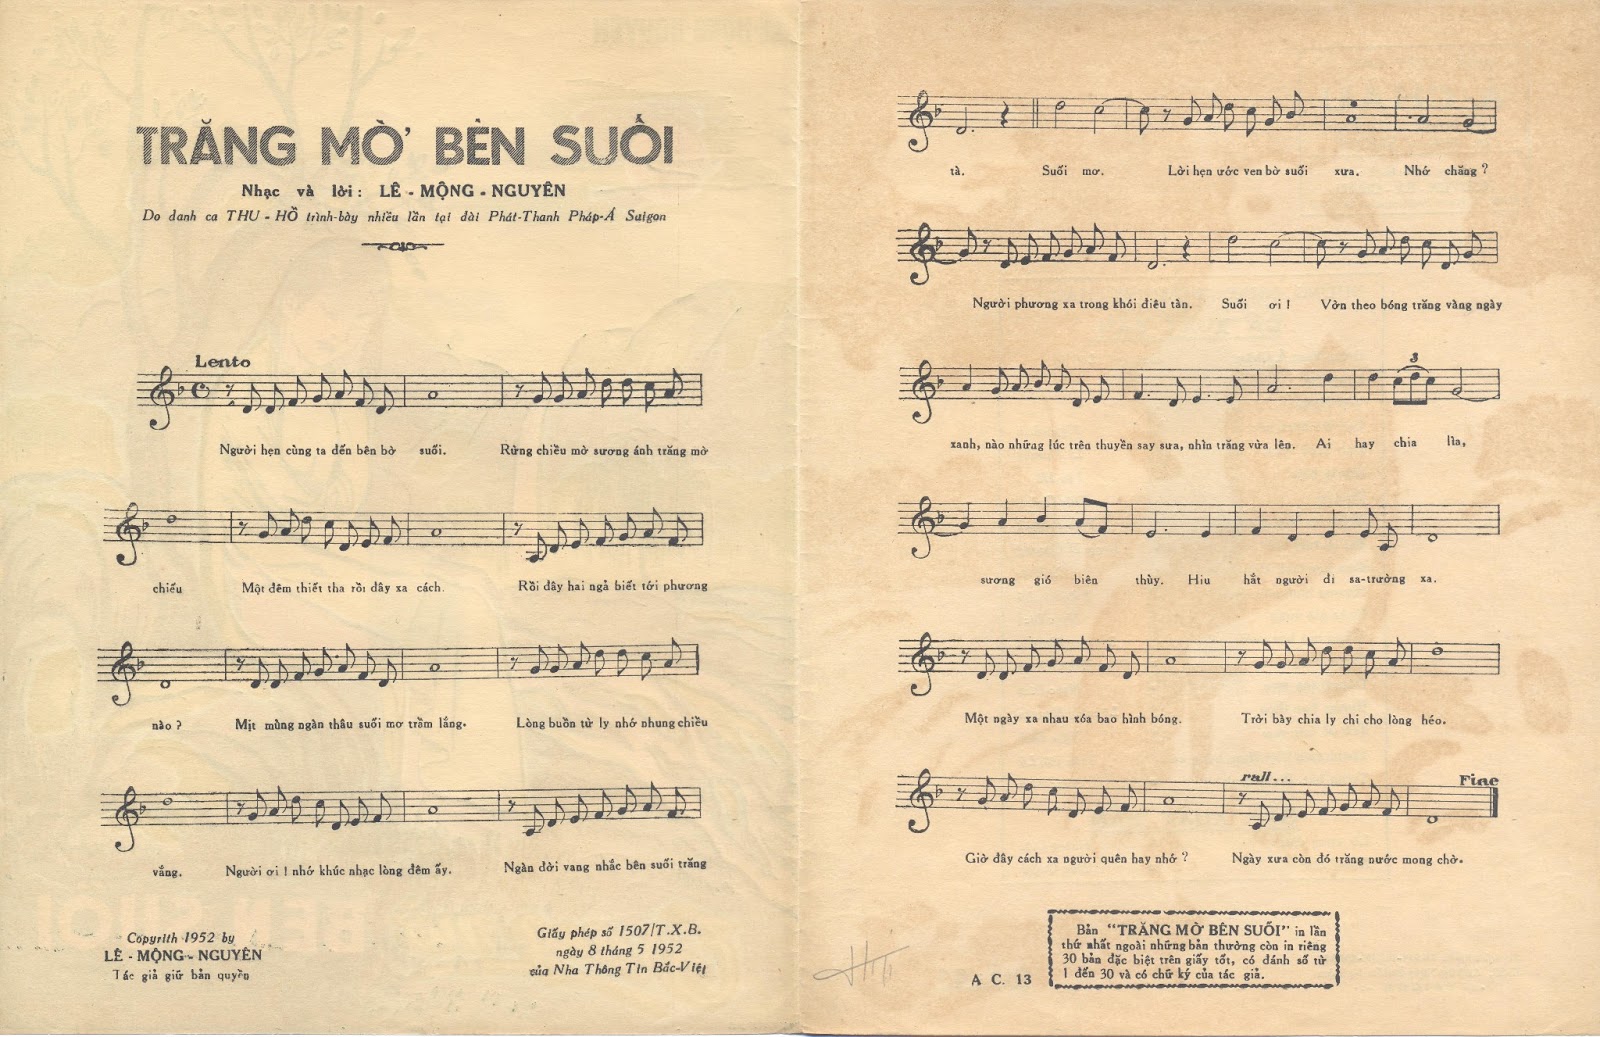 TRĂNG MỜ BÊN SUỐI
Nhạc và lời : LÊ - MỘNG - NGUYÊN
Do danh ca THU - HỒ trình-bày nhiều lần tại đài Phát-Thanh Pháp-Á Saigon
Lento
Người hẹn cùng ta đến bên bờ suối. Rừng chiều mờ sương ánh trăng mờ
chiếu Một đêm thiết tha rồi đây xa cách. Rồi đây hai ngả biết tới phương
nào ? Mịt mùng ngàn thâu suối mơ trầm lắng. Lòng buồn từ ly nhớ nhung chiều
vắng. Người ơi ! nhớ khúc nhạc lòng đêm ấy. Ngàn đời vang nhắc bên suối trăng
Copyrith 1952 by
LÊ - MỘNG - NGUYÊN
Tác giả giữ bản quyền
Giấy phép số 1507/T.X.B.
ngày 8 tháng 5 1952
của Nha Thông Tin Bắc-Việt
tà. Suối mơ. Lời hẹn ước ven bờ suối xưa. Nhớ chăng ?
Người phương xa trong khói điêu tàn. Suối ơi ! Vờn theo bóng trăng vàng ngày
3
xanh, nào những lúc trên thuyền say sưa, nhìn trăng vừa lên. Ai hay chia lìa,
sương gió biên thùy. Hiu hắt người đi sa-trường xa.
Một ngày xa nhau xóa bao hình bóng. Trời bày chia ly chi cho lòng héo.
rall... Fine
Giờ đây cách xa người quên hay nhớ ? Ngày xưa còn đó trăng nước mong chờ.
A C. 13
Bản "TRĂNG MỜ BÊN SUỐI" in lần
thứ nhất ngoài những bản thường còn in riêng
30 bản đặc biệt trên giấy tốt, có đánh số từ
1 đến 30 và có chữ ký của tác giả.